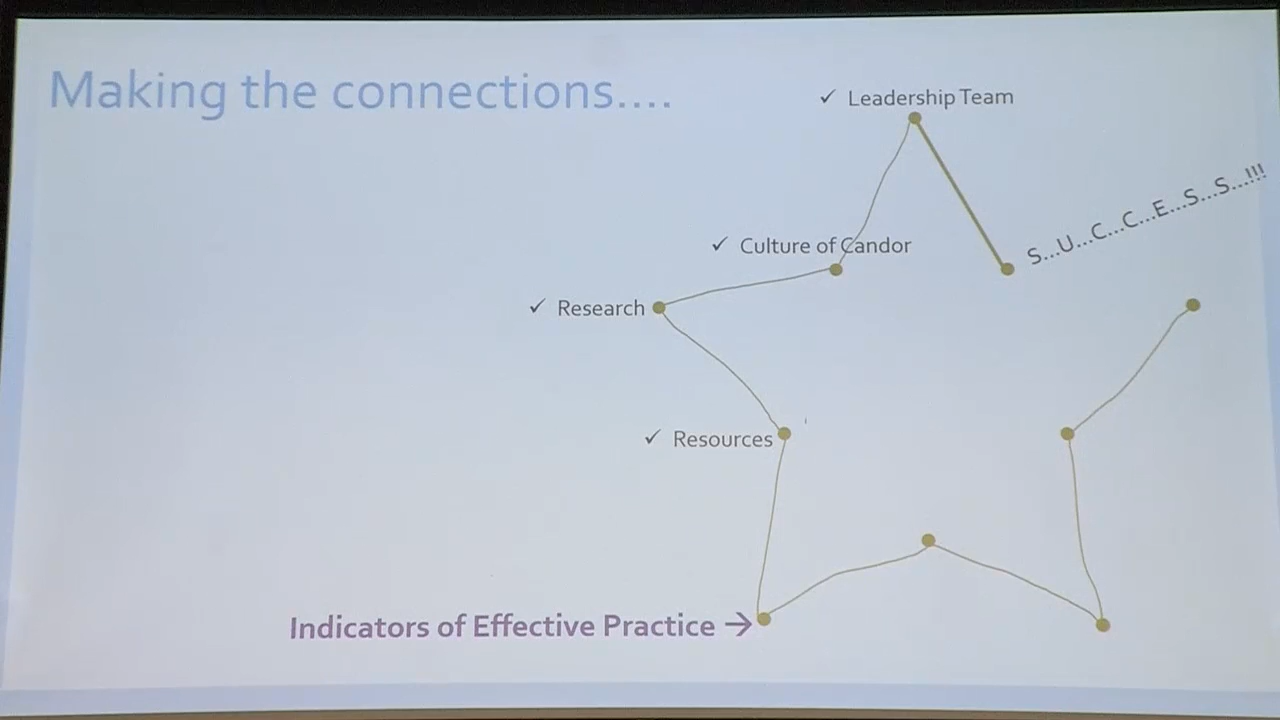 Making the connections....
✓ Leadership Team
S...U...C...C...E...S...S...!!!
✓ Culture of Candor
✓ Research
✓ Resources
Indicators of Effective Practice →